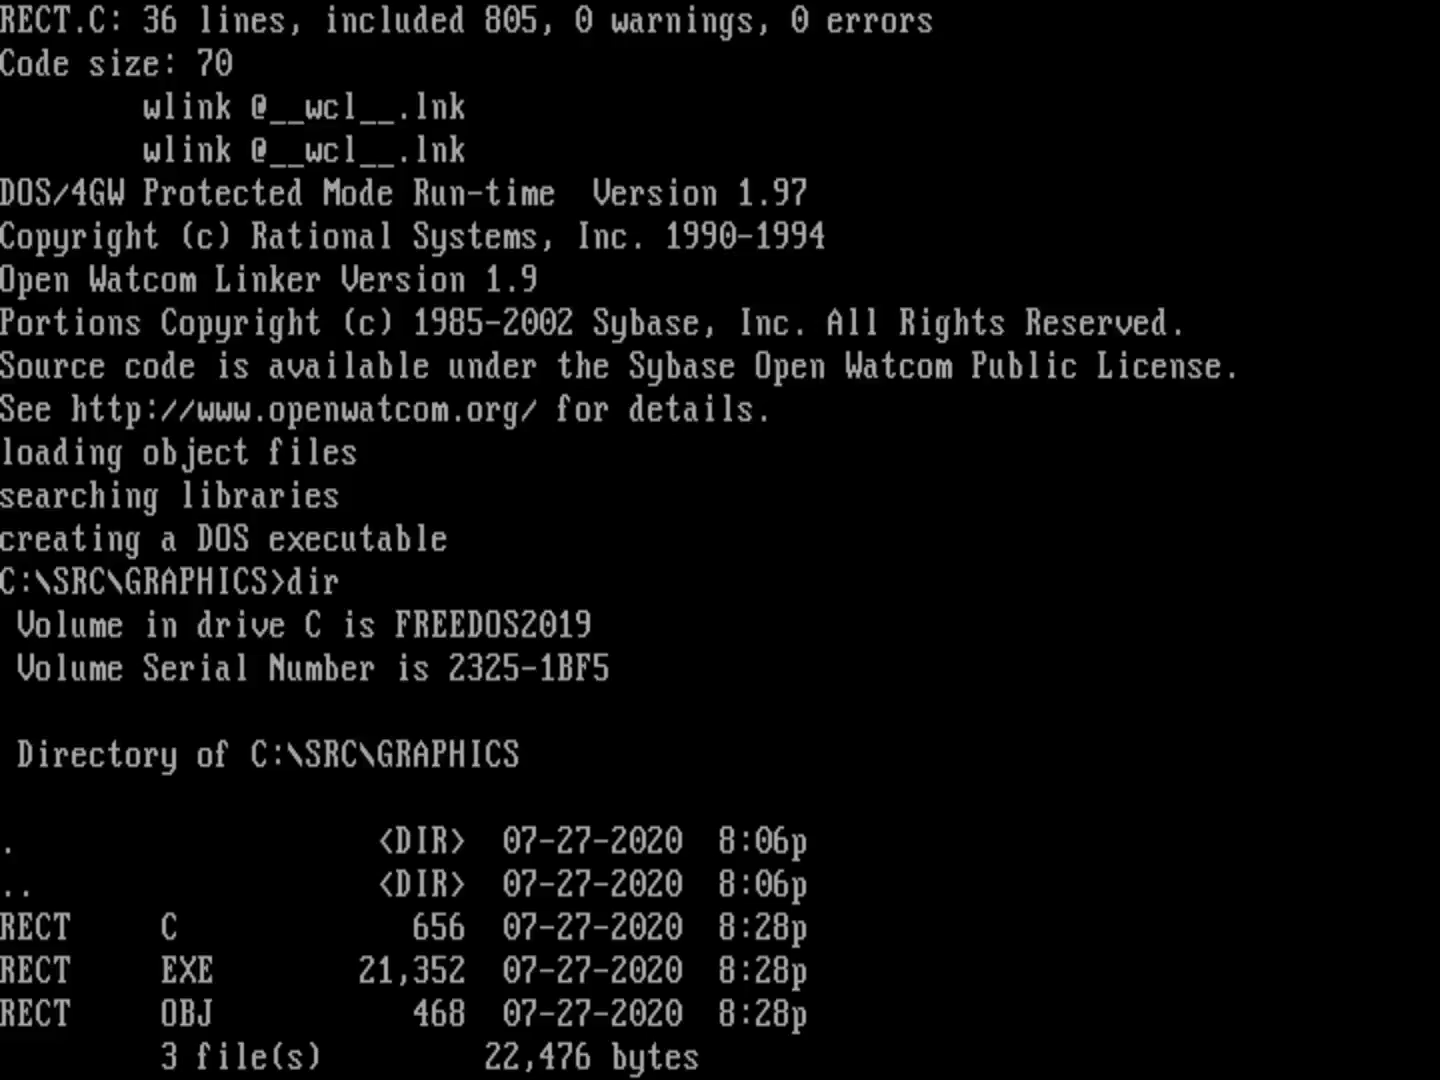 RECT.C: 36 lines, included 805, 0 warnings, 0 errors
Code size: 70
        wlink @__wcl__.lnk
        wlink @__wcl__.lnk
DOS/4GW Protected Mode Run-time  Version 1.97
Copyright (c) Rational Systems, Inc. 1990-1994
Open Watcom Linker Version 1.9
Portions Copyright (c) 1985-2002 Sybase, Inc. All Rights Reserved.
Source code is available under the Sybase Open Watcom Public License.
See http://www.openwatcom.org/ for details.
loading object files
searching libraries
creating a DOS executable
C:\SRC\GRAPHICS>dir
 Volume in drive C is FREEDOS2019
 Volume Serial Number is 2325-1BF5

 Directory of C:\SRC\GRAPHICS

.                    <DIR>  07-27-2020  8:06p
..                   <DIR>  07-27-2020  8:06p
RECT     C             656  07-27-2020  8:28p
RECT     EXE        21,352  07-27-2020  8:28p
RECT     OBJ           468  07-27-2020  8:28p
         3 file(s)         22,476 bytes